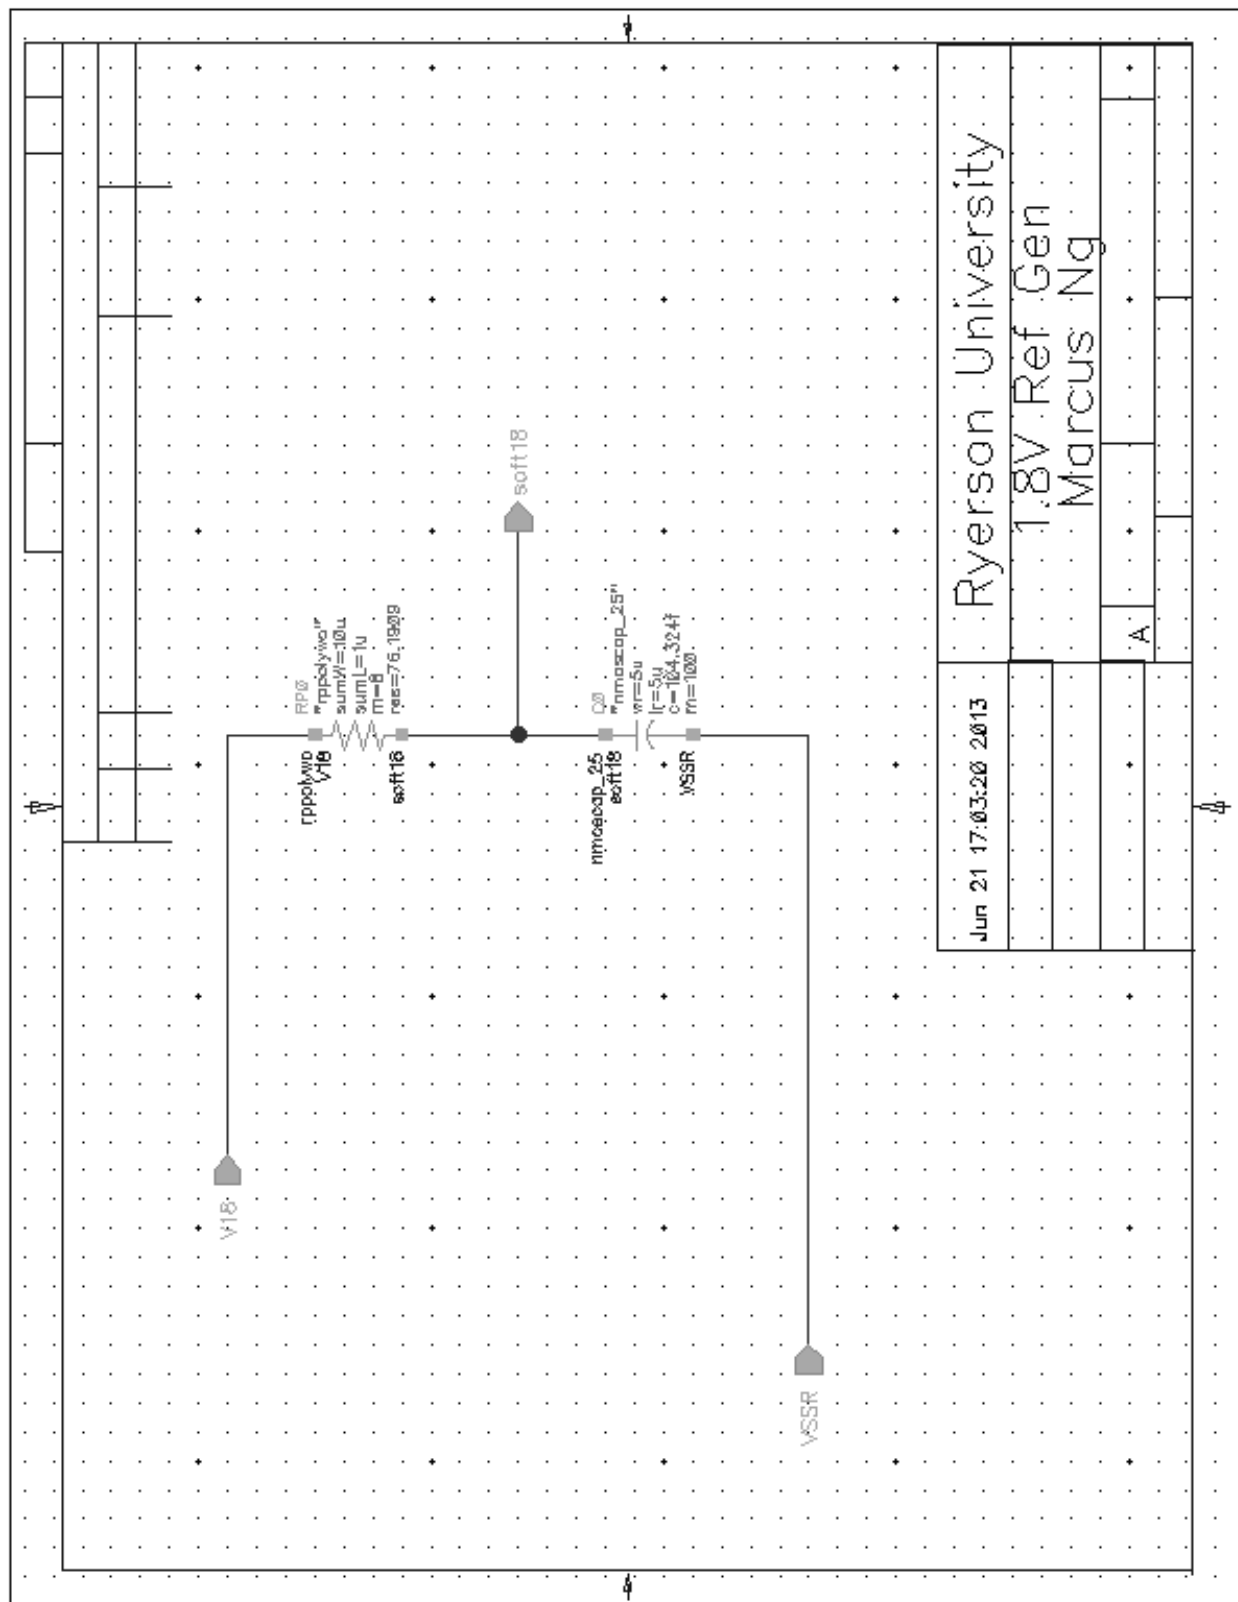 V18
RP0
"rppolywo"
sumW=10u
sumL=1u
m=8
res=76.1909
rppolywo
V18
soft18
soft18
C0
"nmoscap_25"
wr=5u
lr=5u
c=104.324f
m=100
nmoscap_25
soft18
VSSR
VSSR
Jun 21 17:03:20 2013
Ryerson University
1.8V Ref Gen
Marcus Ng
A